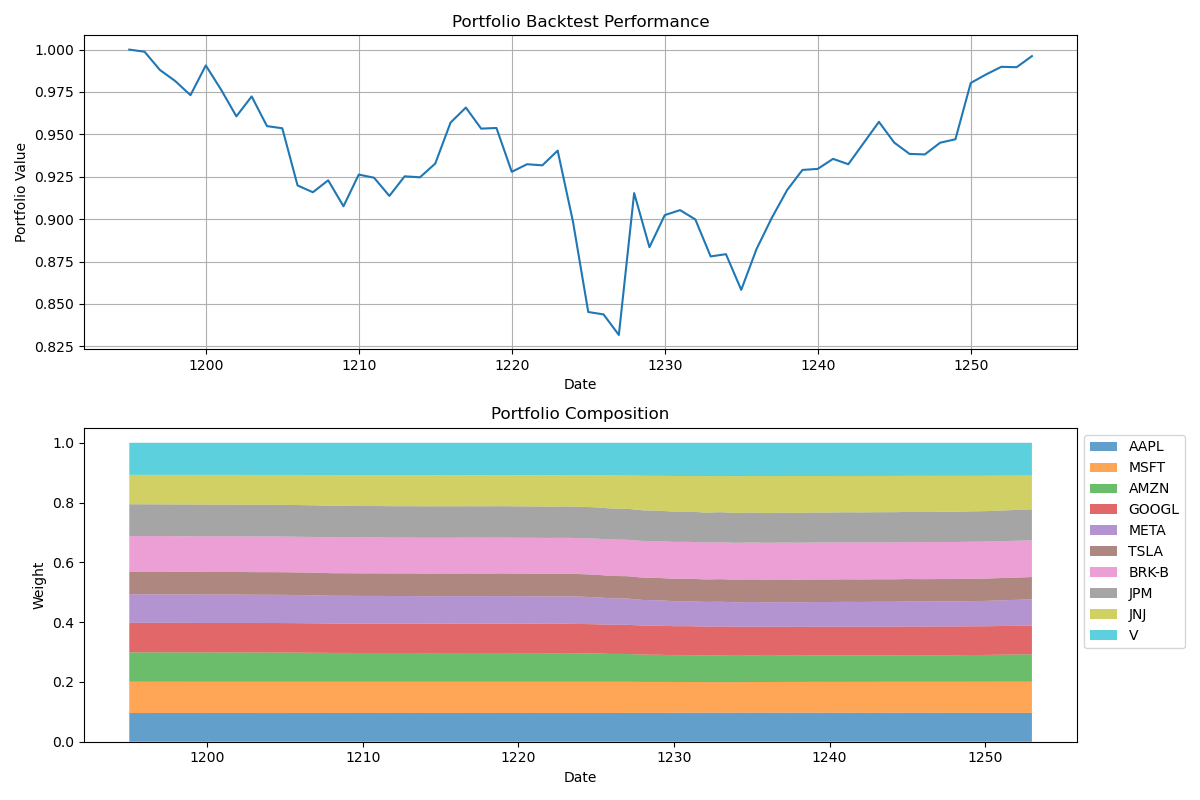 Portfolio Backtest Performance
Portfolio Value
1.000
0.975
0.950
0.925
0.900
0.875
0.850
0.825
1200 1210 1220 1230 1240 1250
Date
Portfolio Composition
Weight
1.0
0.8
0.6
0.4
0.2
0.0
1200 1210 1220 1230 1240 1250
Date
AAPL
MSFT
AMZN
GOOGL
META
TSLA
BRK-B
JPM
JNJ
V